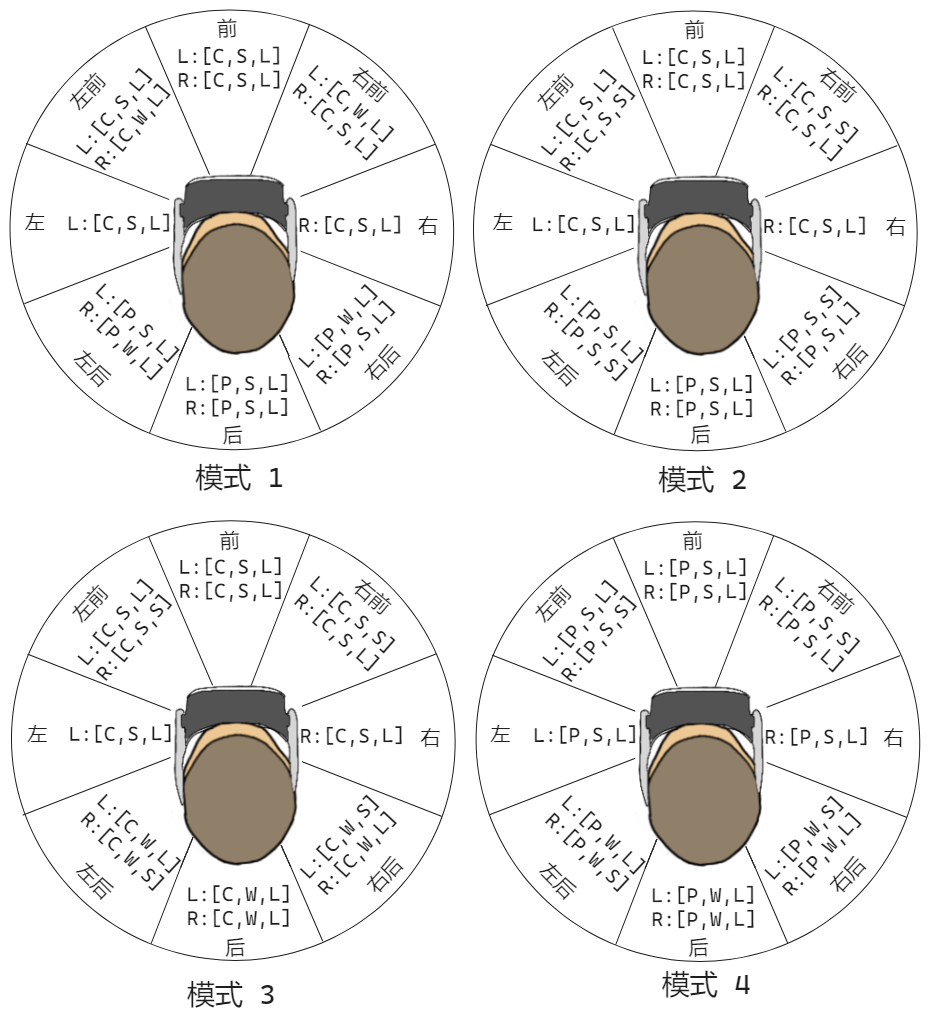 前
L:[C,S,L]
R:[C,S,L]
左前
L:[C,S,L]
R:[C,W,L]
右前
L:[C,W,L]
R:[C,S,L]
左
L:[C,S,L]
R:[C,S,L]
右
L:[P,S,L]
R:[P,W,L]
左后
L:[P,W,L]
R:[P,S,L]
右后
L:[P,S,L]
R:[P,S,L]
后
模式 1
前
L:[C,S,L]
R:[C,S,L]
左前
L:[C,S,L]
R:[C,S,S]
右前
L:[C,S,S]
R:[C,S,L]
左
L:[C,S,L]
R:[C,S,L]
右
L:[P,S,L]
R:[P,S,S]
左后
L:[P,S,S]
R:[P,S,L]
右后
L:[P,S,L]
R:[P,S,L]
后
模式 2
前
L:[C,S,L]
R:[C,S,L]
左前
L:[C,S,L]
R:[C,S,S]
右前
L:[C,S,S]
R:[C,S,L]
左
L:[C,S,L]
R:[C,S,L]
右
L:[C,W,L]
R:[C,W,S]
左后
L:[C,W,S]
R:[C,W,L]
右后
L:[C,W,L]
R:[C,W,L]
后
模式 3
前
L:[P,S,L]
R:[P,S,L]
左前
L:[P,S,L]
R:[P,S,S]
右前
L:[P,S,S]
R:[P,S,L]
左
L:[P,S,L]
R:[P,S,L]
右
L:[P,W,L]
R:[P,W,S]
左后
L:[P,W,S]
R:[P,W,L]
右后
L:[P,W,L]
R:[P,W,L]
后
模式 4